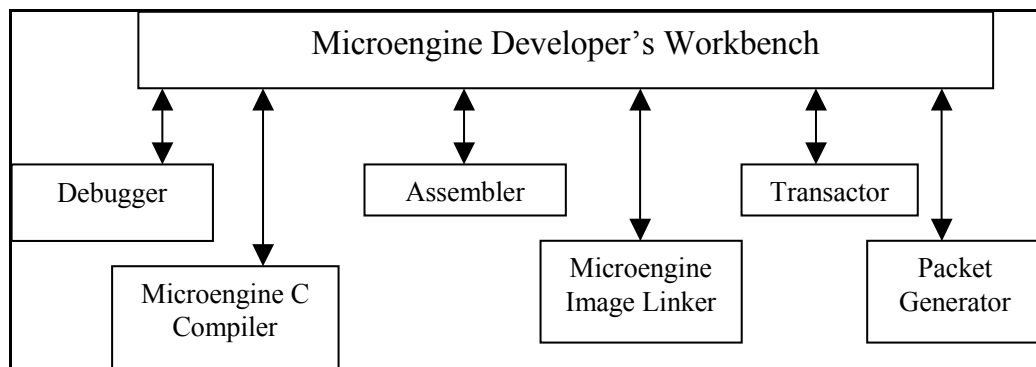 Microengine Developer’s Workbench
Debugger
Assembler
Transactor
Microengine C
Compiler
Microengine
Image Linker
Packet
Generator